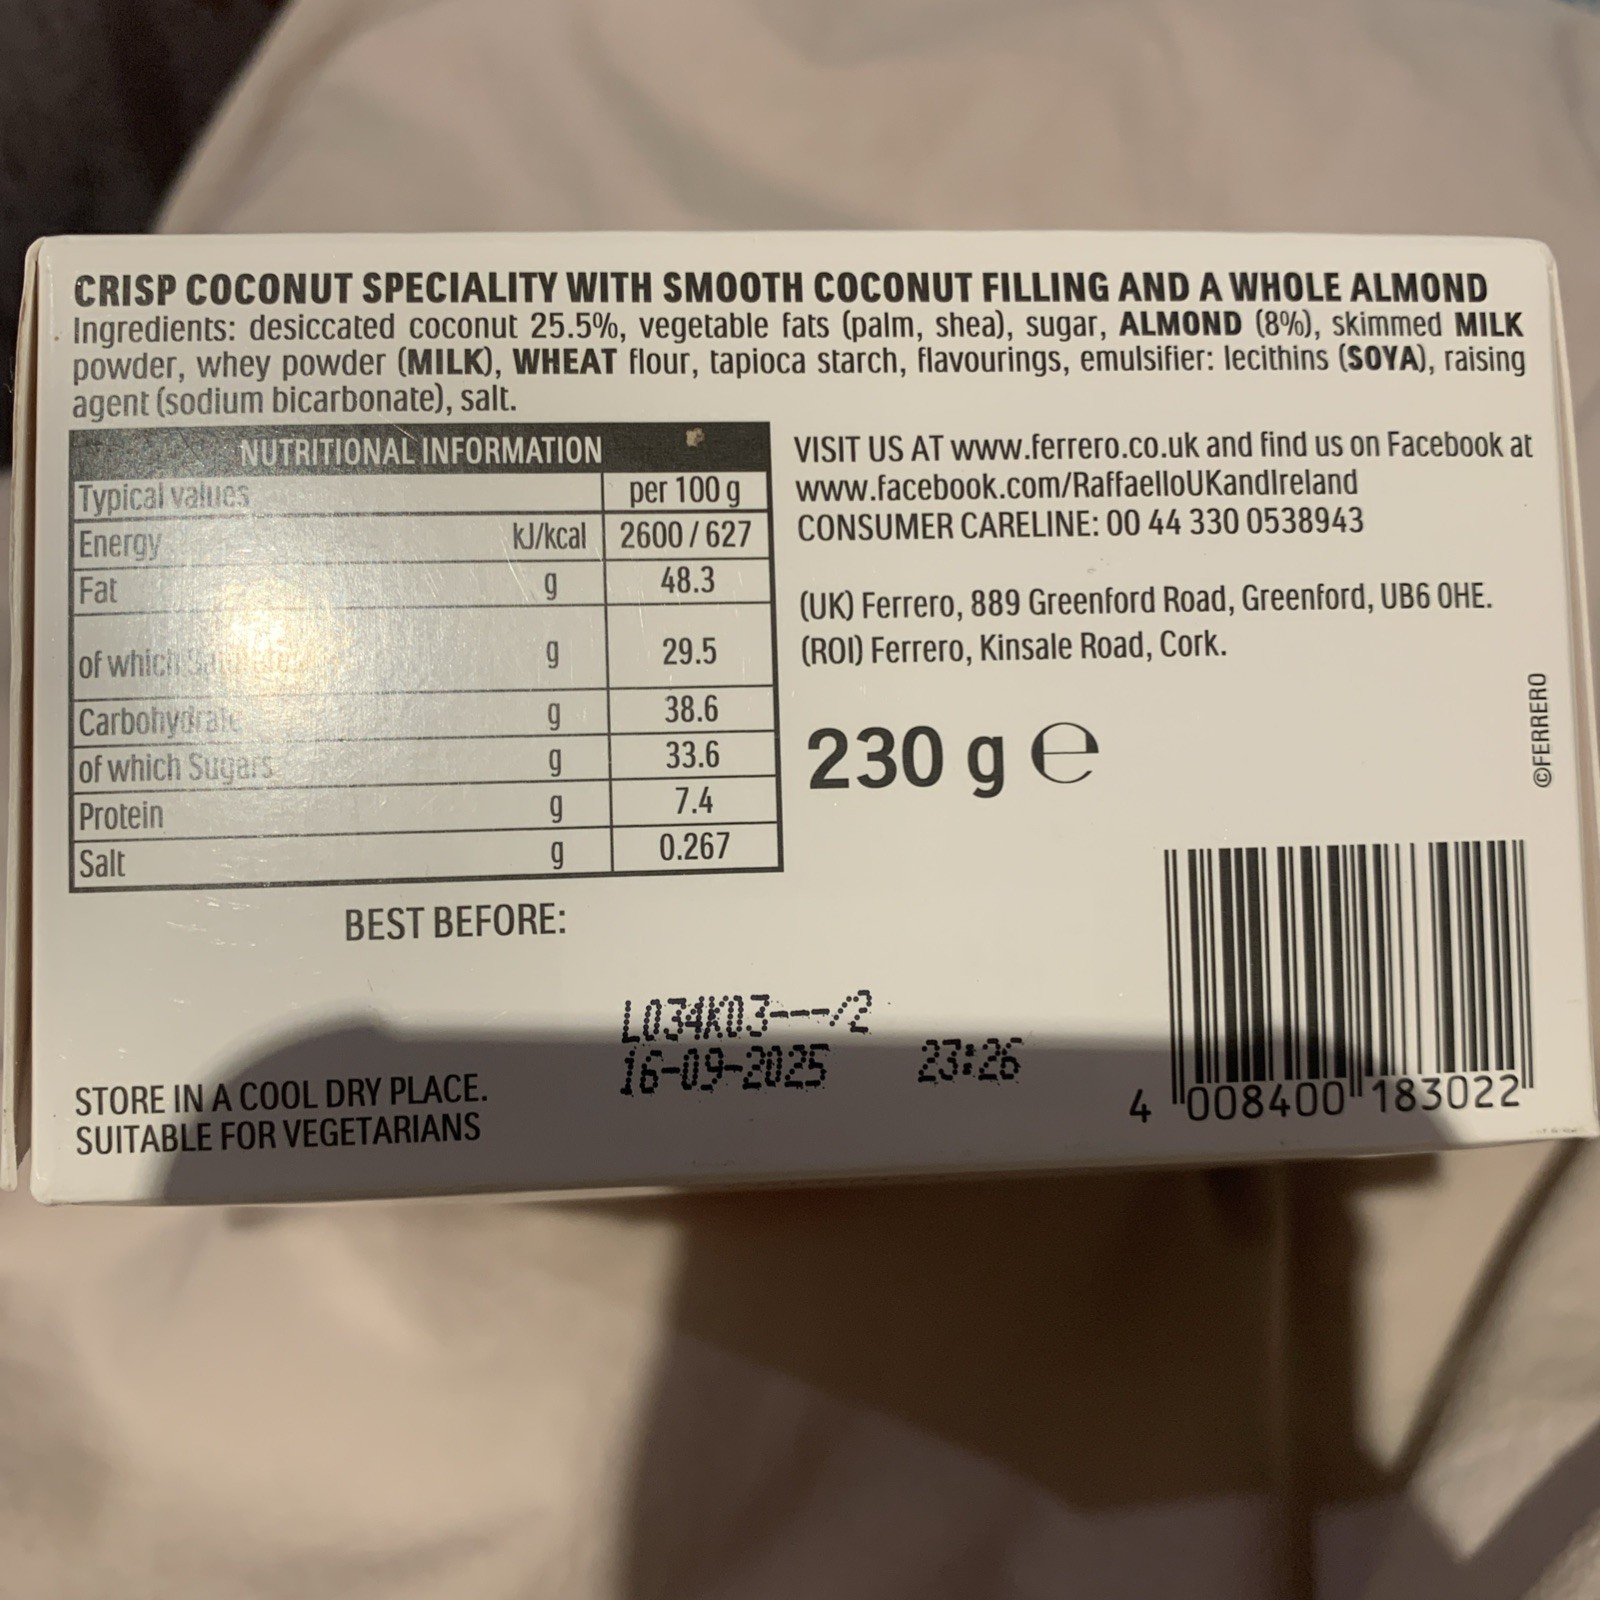 CRISP COCONUT SPECIALITY WITH SMOOTH COCONUT FILLING AND A WHOLE ALMOND
Ingredients: desiccated coconut 25.5%, vegetable fats (palm, shea), sugar, ALMOND (8%), skimmed MILK
powder, whey powder (MILK), WHEAT flour, tapioca starch, flavourings, emulsifier: lecithins (SOYA), raising
agent (sodium bicarbonate), salt.
NUTRITIONAL INFORMATION
Typical values per 100 g
Energy kJ/kcal 2600 / 627
Fat g 48.3
of which g 29.5
Carbohydrate g 38.6
of which Sugars g 33.6
Protein g 7.4
Salt g 0.267
VISIT US AT www.ferrero.co.uk and find us on Facebook at
www.facebook.com/RaffaelloUKandIreland
CONSUMER CARELINE: 00 44 330 0538943
(UK) Ferrero, 889 Greenford Road, Greenford, UB6 0HE.
(ROI) Ferrero, Kinsale Road, Cork.
230 g e
©FERRERO
BEST BEFORE:
L034K03---/2
16-09-2025 23:26
STORE IN A COOL DRY PLACE.
SUITABLE FOR VEGETARIANS
4 008400 183022